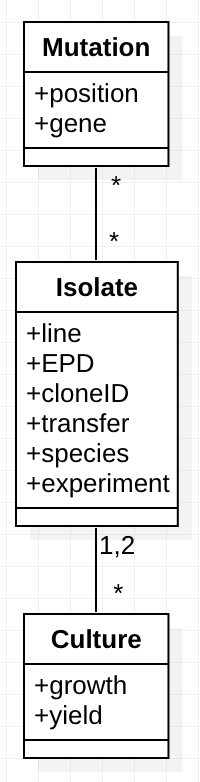 Mutation
+position
+gene
*
*
Isolate
+line
+EPD
+cloneID
+transfer
+species
+experiment
1,2
*
Culture
+growth
+yield